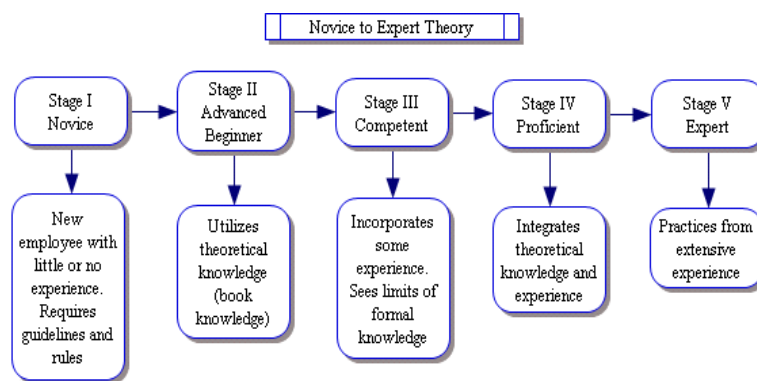 Novice to Expert Theory
Stage I
Novice
Stage II
Advanced
Beginner
Stage III
Competent
Stage IV
Proficient
Stage V
Expert
New
employee with
little or no
experience.
Requires
guidelines and
rules
Utilizes
theoretical
knowledge
(book
knowledge)
Incorporates
some
experience.
Sees limits of
formal
knowledge
Integrates
theoretical
knowledge and
experience
Practices from
extensive
experience